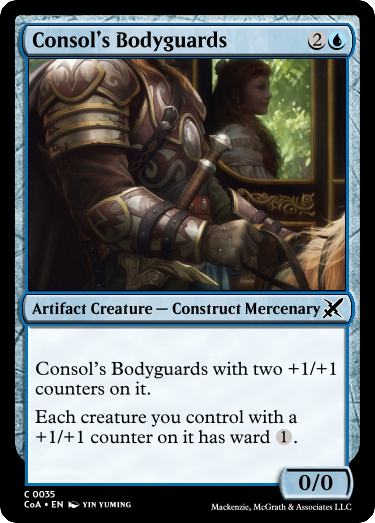 Consol's Bodyguards 2
Artifact Creature — Construct Mercenary
Consol's Bodyguards with two +1/+1
counters on it.
Each creature you control with a
+1/+1 counter on it has ward 1.
0/0
C 0035
CoA • EN YIN YUMING
Mackenzie, McGrath & Associates LLC